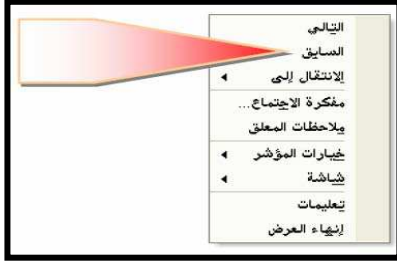 التالي
السابق
الانتقال إلى
مفكرة الاجتماع...
ملاحظات المعلق
خيارات المؤشر
شاشة
تعليمات
إنهاء العرض